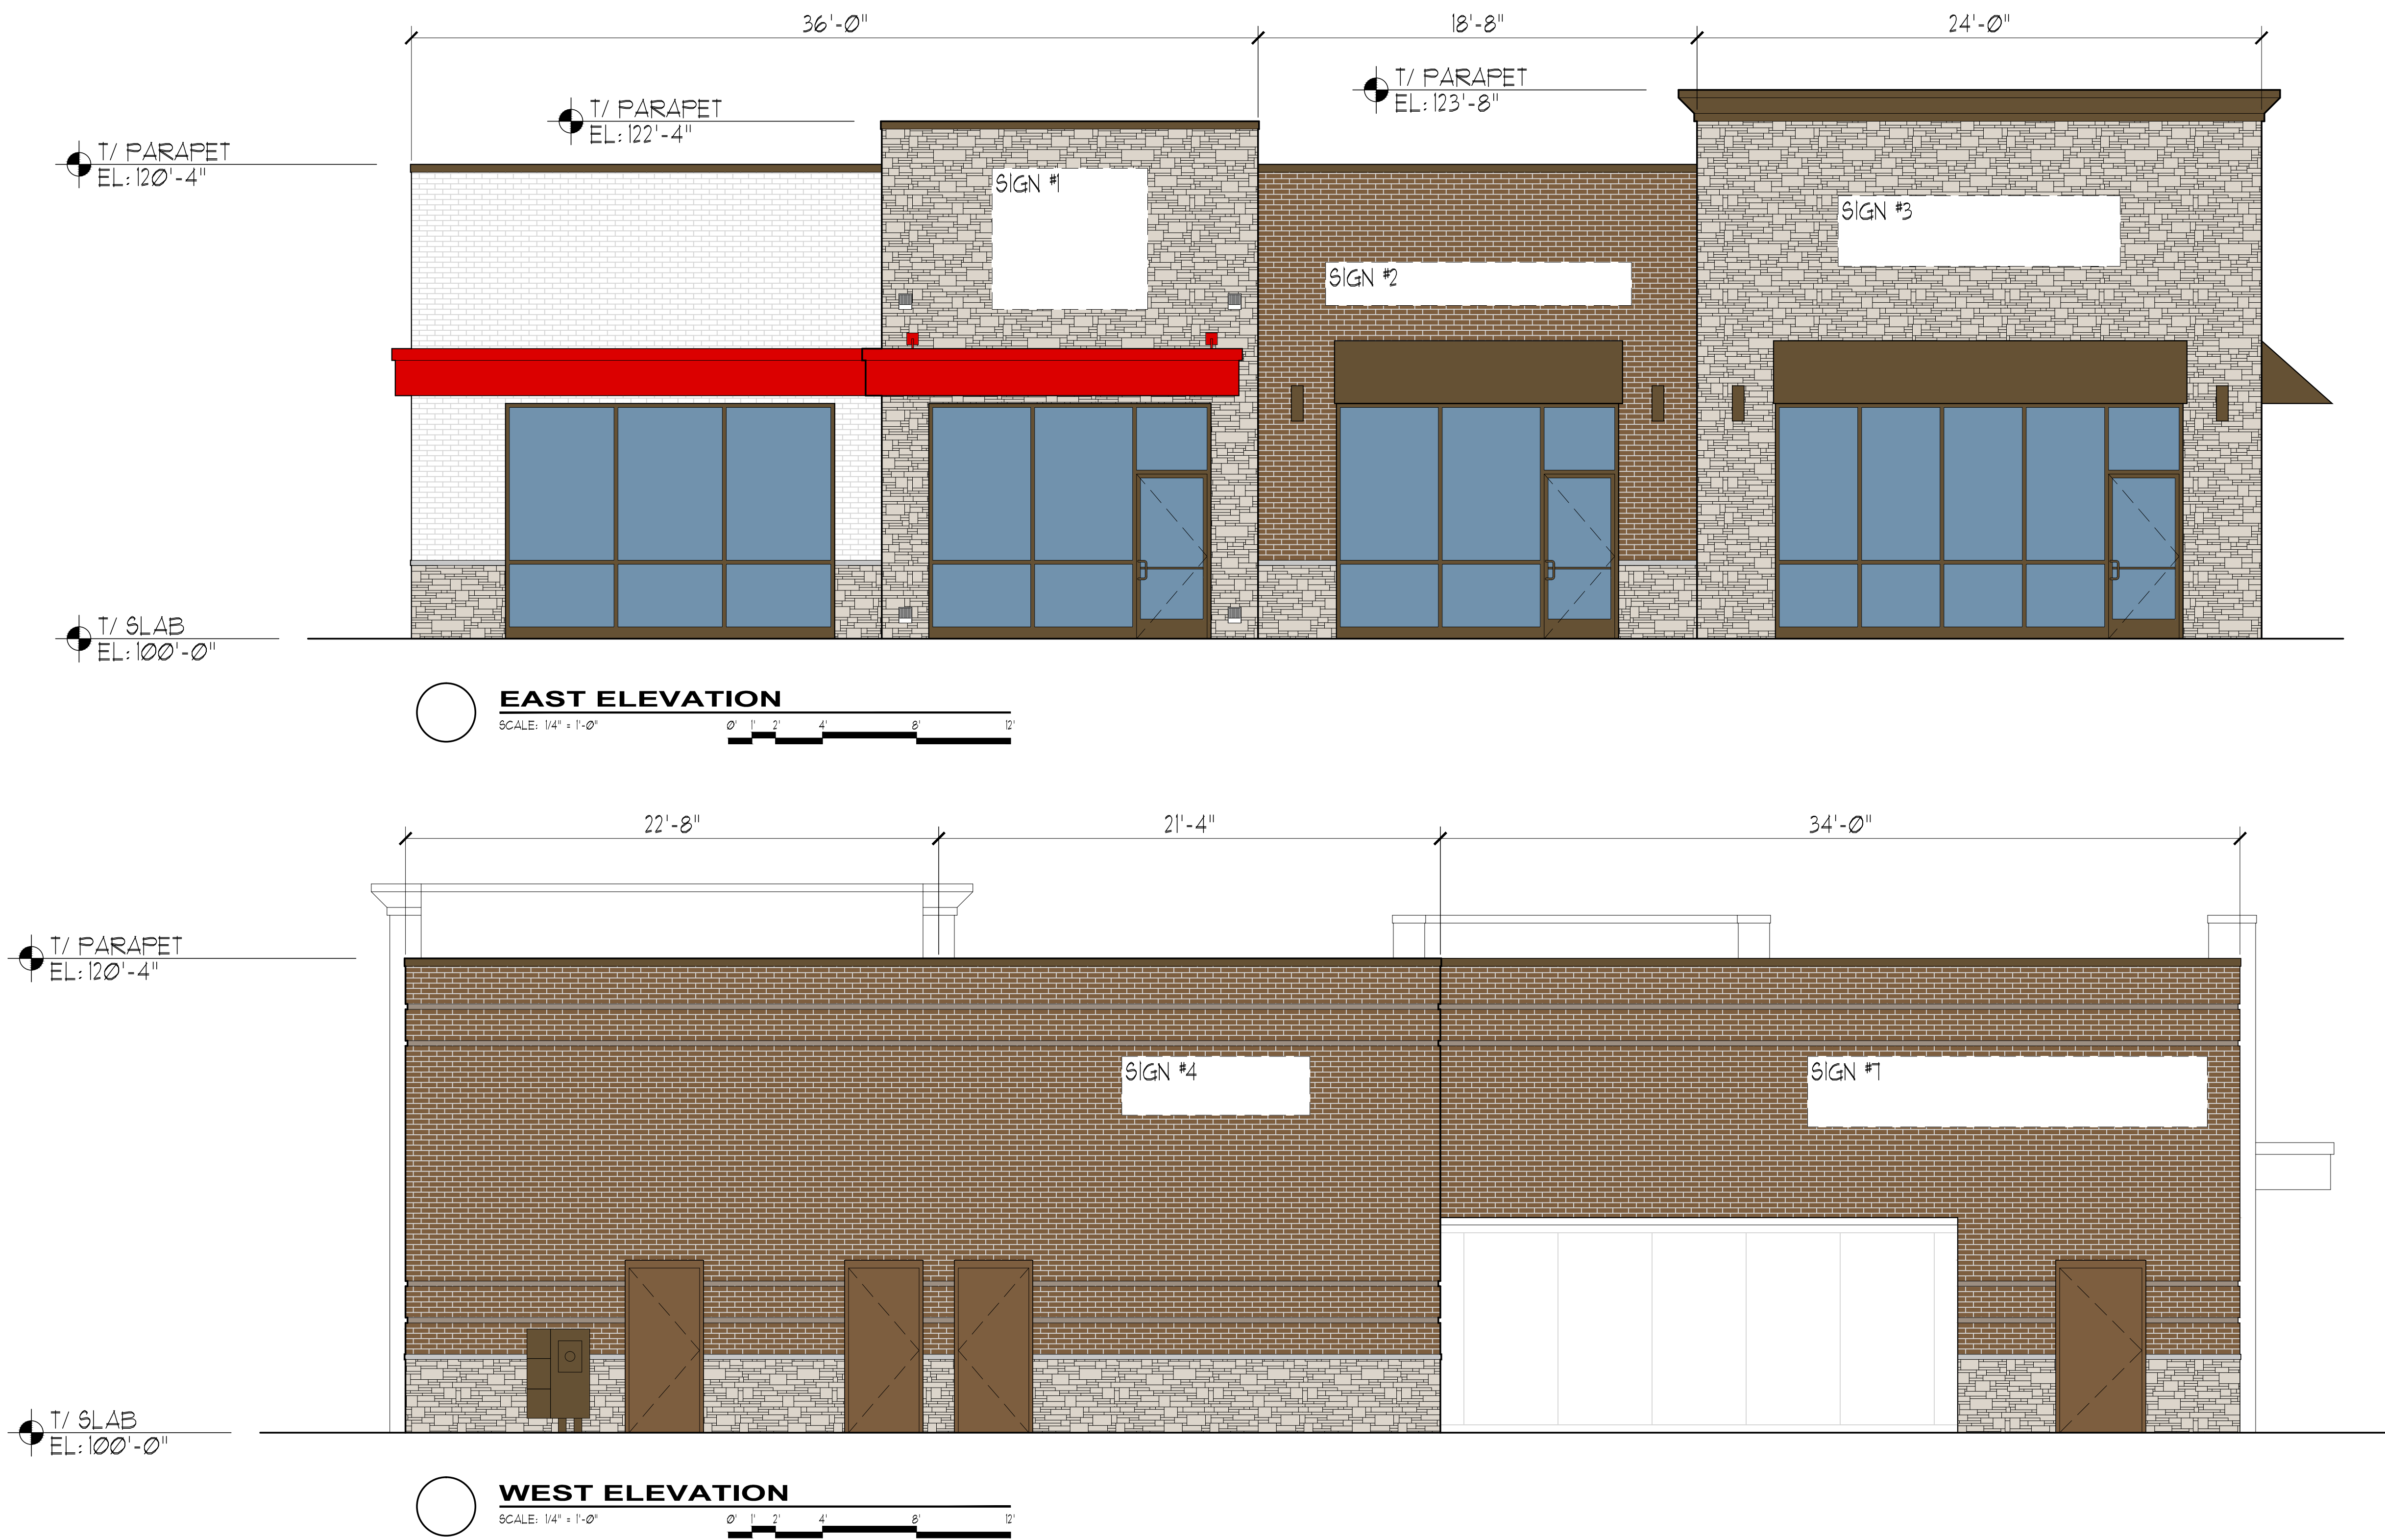 36'-0"
18'-8"
24'-0"
T/ PARAPET
EL: 123'-8"
T/ PARAPET
EL: 122'-4"
T/ PARAPET
EL: 120'-4"
SIGN #1
SIGN #3
SIGN #2
T/ SLAB
EL: 100'-0"
EAST ELEVATION
SCALE: 1/4" = 1'-0"
0' 1' 2' 4' 8' 12'
22'-8"
21'-4"
34'-0"
T/ PARAPET
EL: 120'-4"
SIGN #4
SIGN #7
T/ SLAB
EL: 100'-0"
WEST ELEVATION
SCALE: 1/4" = 1'-0"
0' 1' 2' 4' 8' 12'